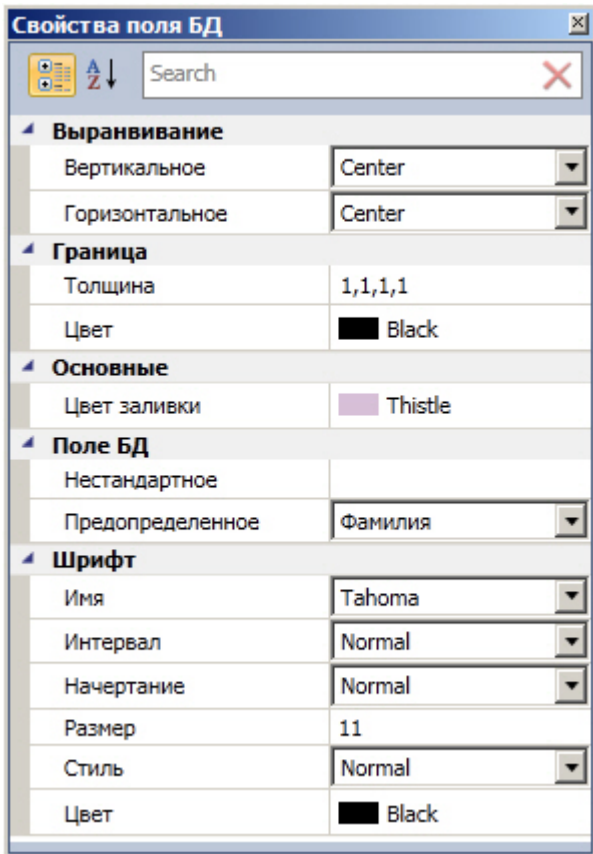 Свойства поля БД
A Z Search
Выранвивание
Вертикальное Center
Горизонтальное Center
Граница
Толщина 1,1,1,1
Цвет Black
Основные
Цвет заливки Thistle
Поле БД
Нестандартное
Предопределенное Фамилия
Шрифт
Имя Tahoma
Интервал Normal
Начертание Normal
Размер 11
Стиль Normal
Цвет Black